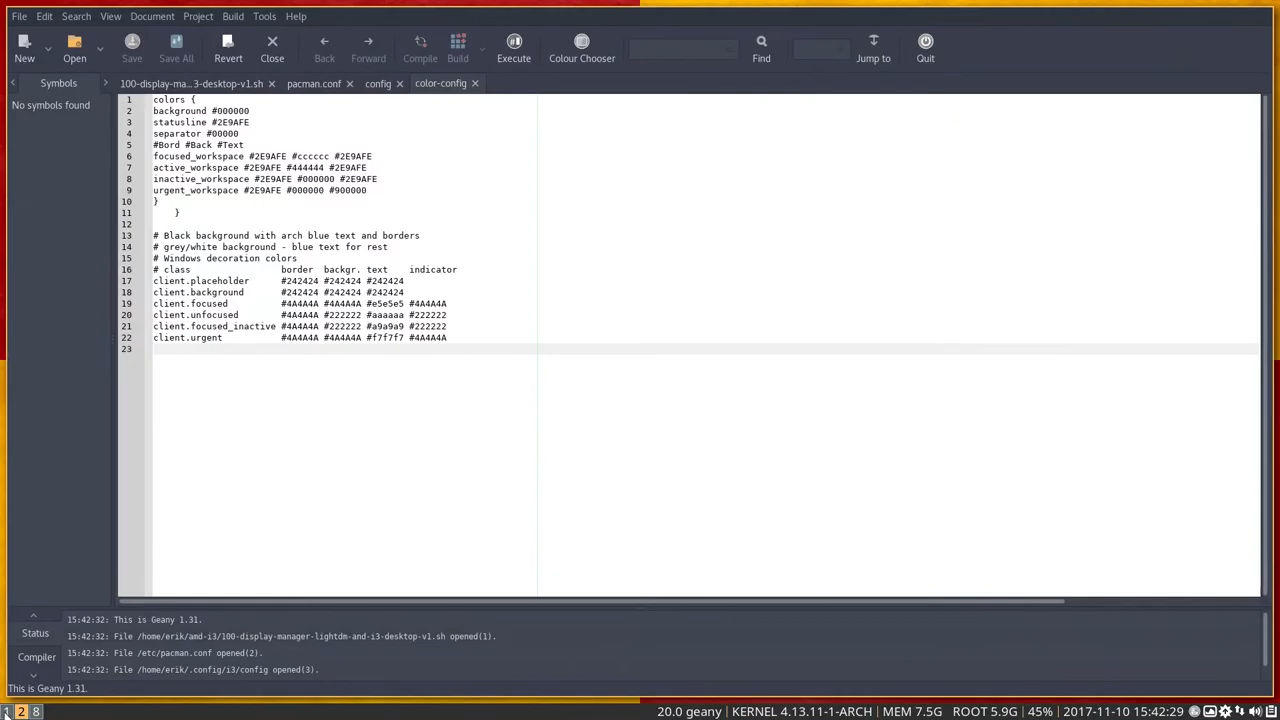 File Edit Search View Document Project Build Tools Help
New Open Save Save All Revert Close Back Forward Compile Build Execute Colour Chooser Find Jump to Quit
Symbols 100-display-ma...3-desktop-v1.sh pacman.conf config color-config
No symbols found
1 colors {
2 background #000000
3 statusline #2E9AFE
4 separator #00000
5 #Bord #Back #Text
6 focused_workspace #2E9AFE #cccccc #2E9AFE
7 active_workspace #2E9AFE #444444 #2E9AFE
8 inactive_workspace #2E9AFE #000000 #2E9AFE
9 urgent_workspace #2E9AFE #000000 #900000
10 }
11 }
12
13 # Black background with arch blue text and borders
14 # grey/white background - blue text for rest
15 # Windows decoration colors
16 # class border backgr. text indicator
17 client.placeholder #242424 #242424 #242424
18 client.background #242424 #242424 #242424
19 client.focused #4A4A4A #4A4A4A #e5e5e5 #4A4A4A
20 client.unfocused #4A4A4A #222222 #aaaaaa #222222
21 client.focused_inactive #4A4A4A #222222 #a9a9a9 #222222
22 client.urgent #4A4A4A #4A4A4A #f7f7f7 #4A4A4A
23
Status
Compiler
15:42:32: This is Geany 1.31.
15:42:32: File /home/erik/amd-i3/100-display-manager-lightdm-and-i3-desktop-v1.sh opened(1).
15:42:32: File /etc/pacman.conf opened(2).
15:42:32: File /home/erik/.config/i3/config opened(3).
This is Geany 1.31.
1 2 8 20.0 geany | KERNEL 4.13.11-1-ARCH | MEM 7.5G | ROOT 5.9G | 45% | 2017-11-10 15:42:29